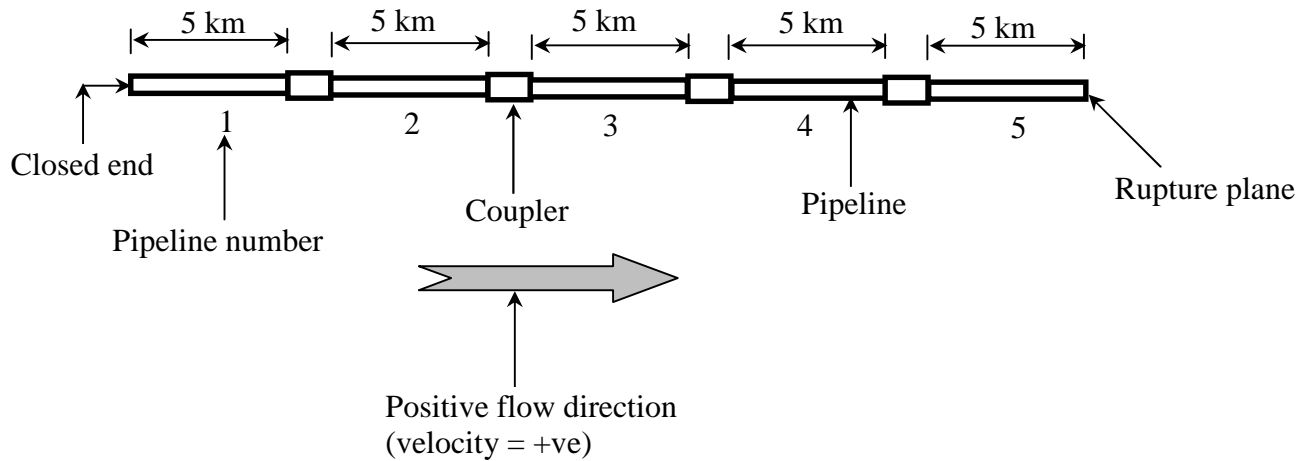 5 km
5 km
5 km
5 km
5 km
1
2
3
4
5
Closed end
Rupture plane
Coupler
Pipeline
Pipeline number
Positive flow direction
(velocity = +ve)